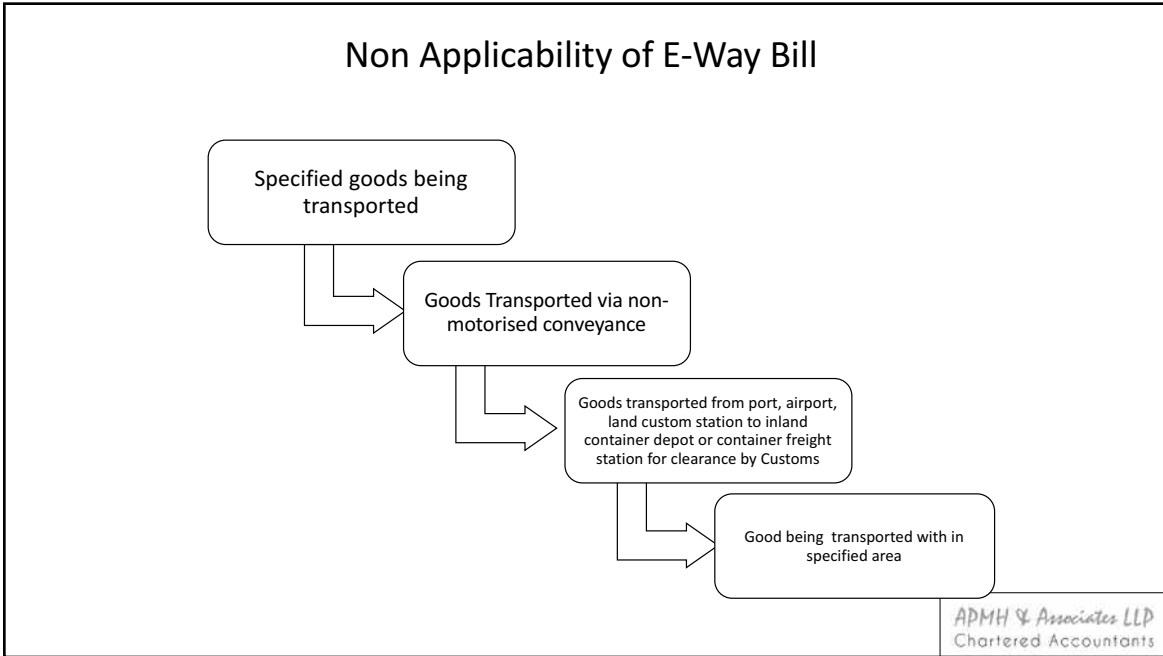 Non Applicability of E-Way Bill
Specified goods being
transported
Goods Transported via non-
motorised conveyance
Goods transported from port, airport,
land custom station to inland
container depot or container freight
station for clearance by Customs
Good being  transported with in
specified area
APMH & Associates LLP
Chartered Accountants